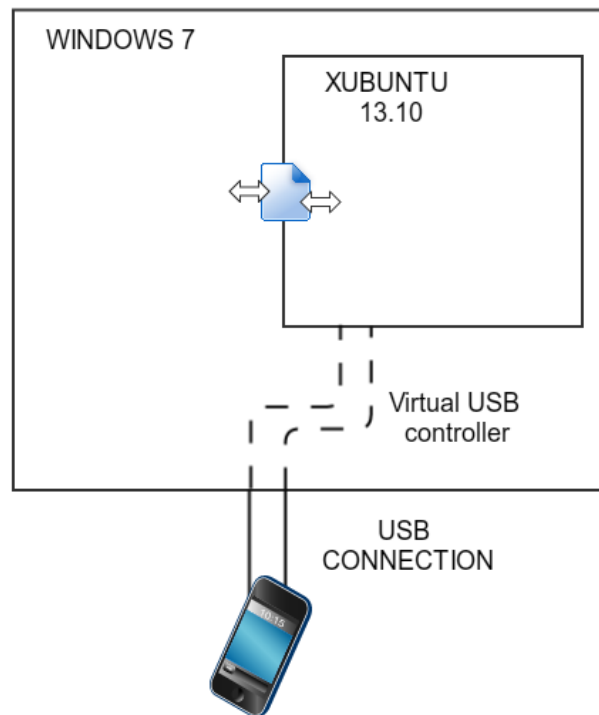 WINDOWS 7
XUBUNTU
13.10
Virtual USB
controller
USB
CONNECTION
10:15